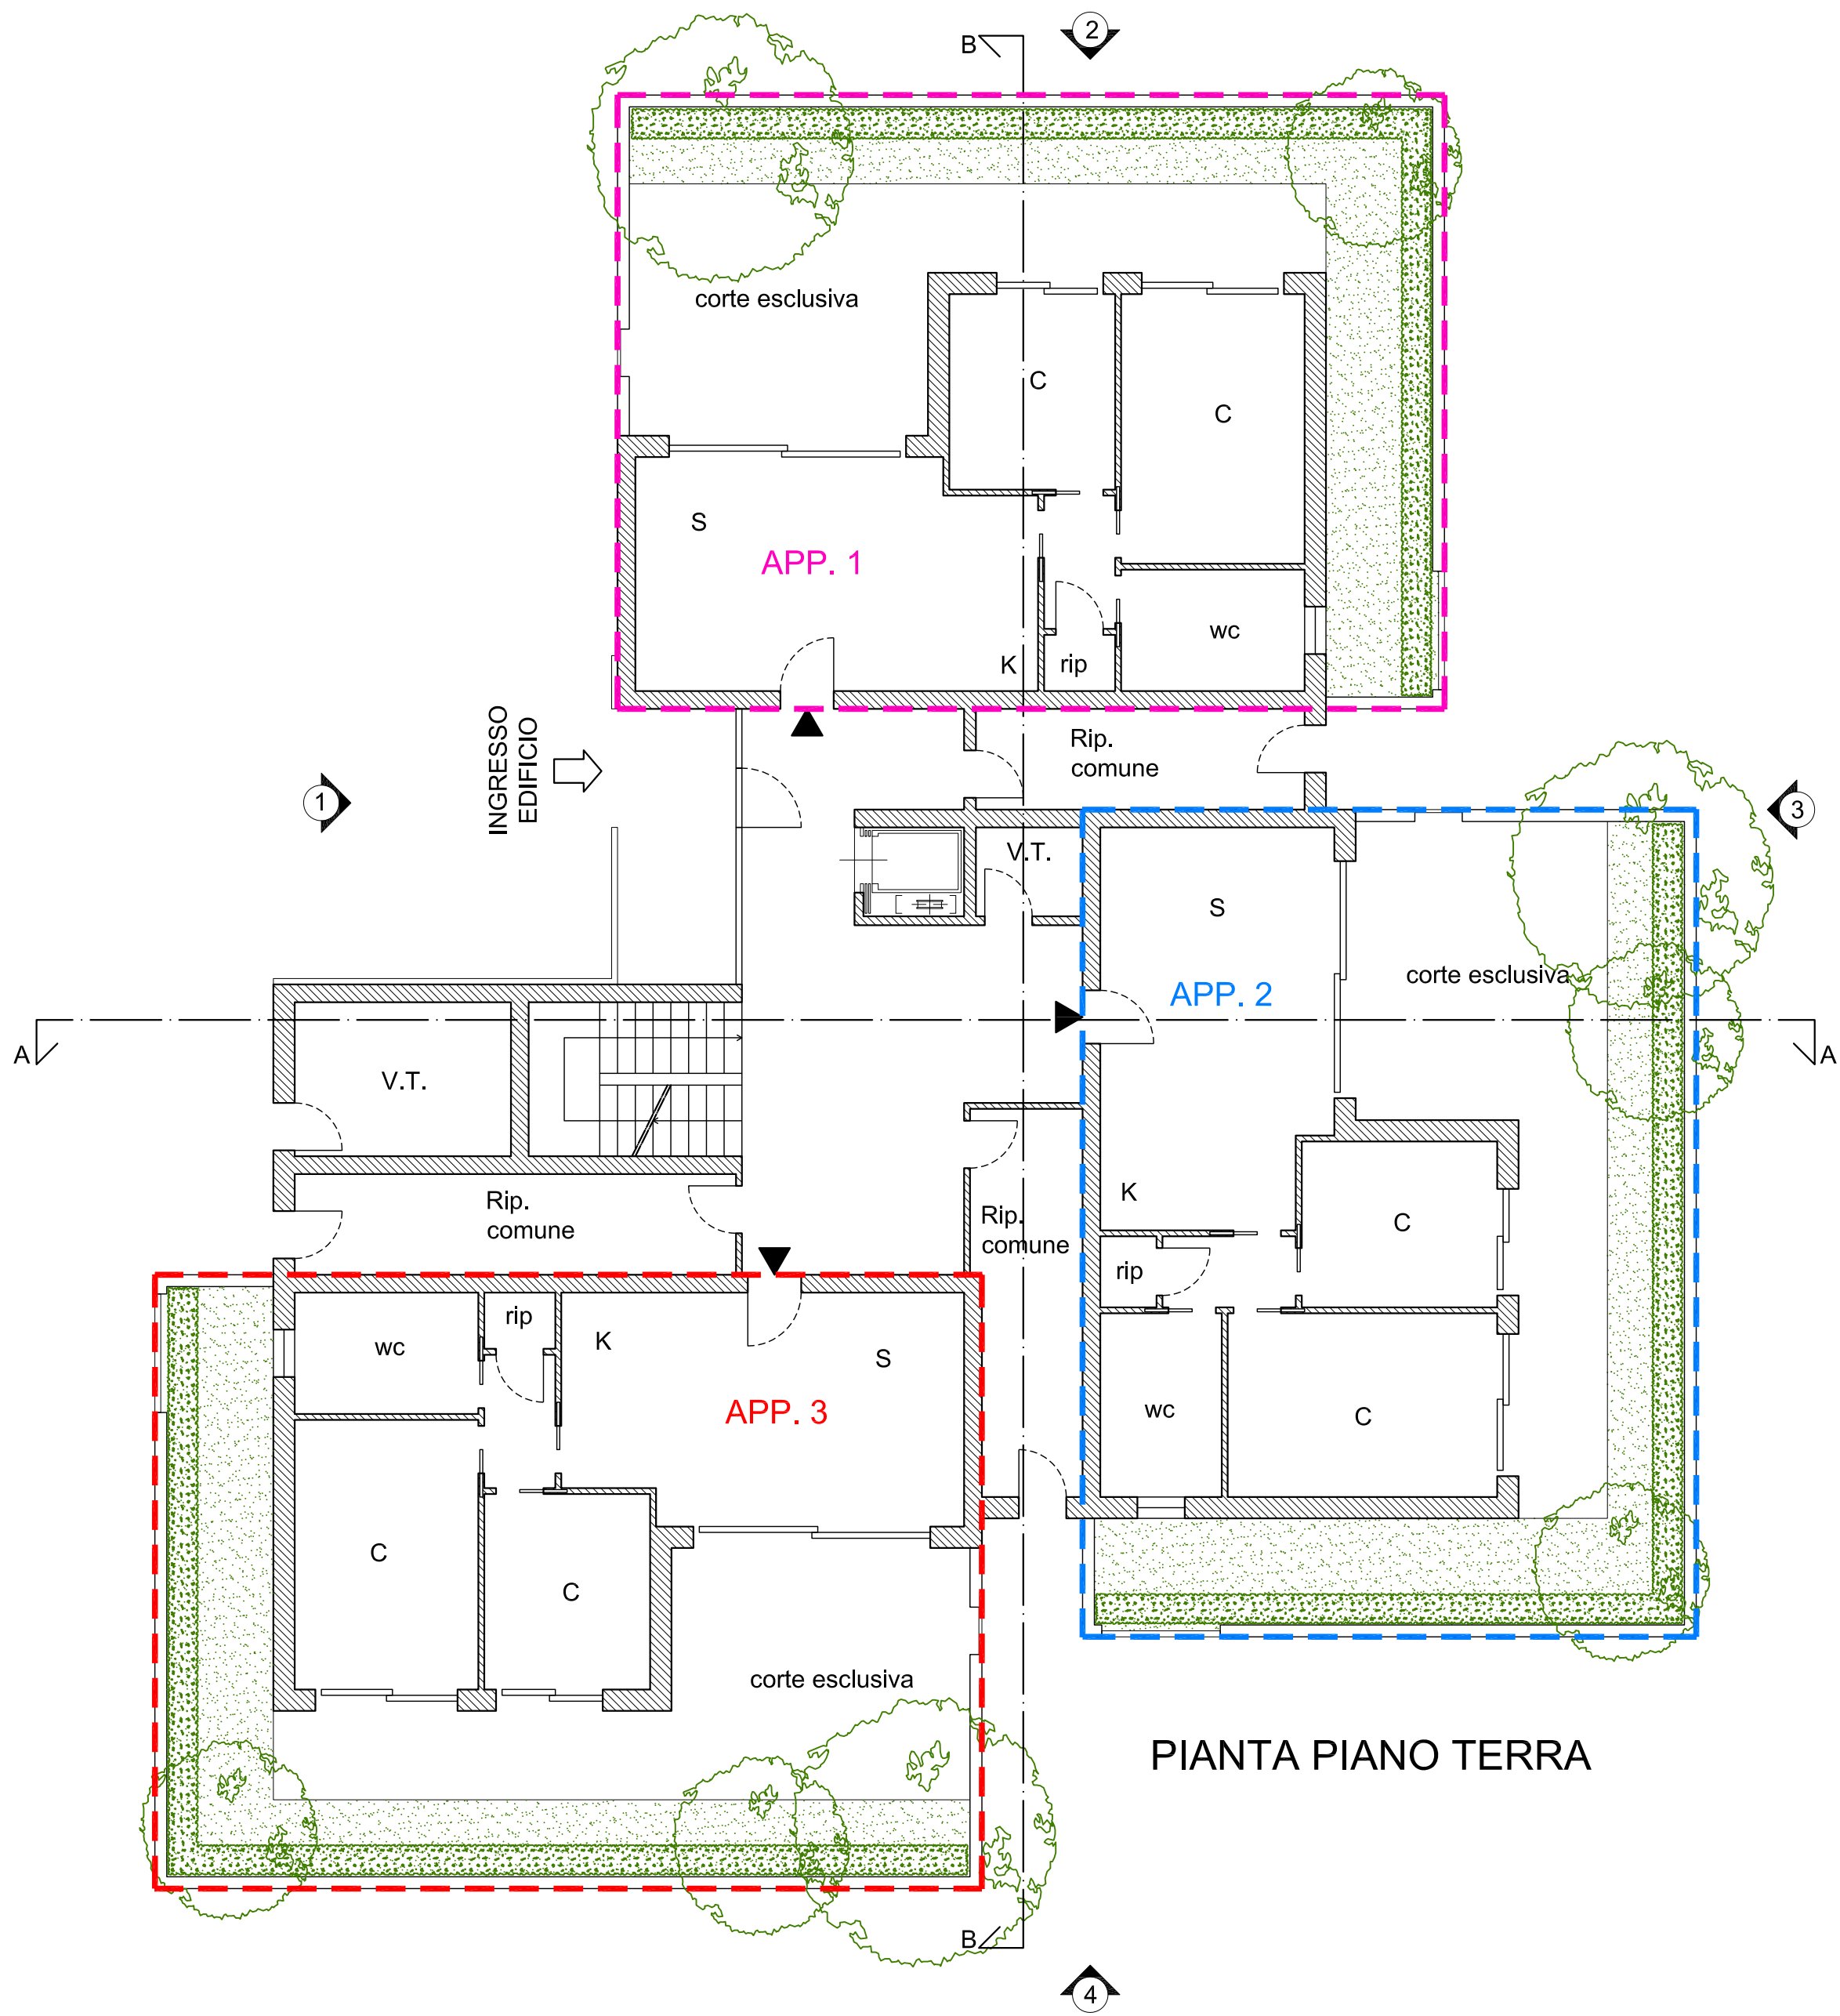 B
2
corte esclusiva
C
C
S
APP. 1
K
rip
wc
INGRESSO
EDIFICIO
1
Rip.
comune
3
V.T.
S
corte esclusiva
APP. 2
A
A
V.T.
K
C
Rip.
comune
Rip.
comune
rip
wc
rip
K
S
APP. 3
wc
C
C
C
corte esclusiva
PIANTA PIANO TERRA
B
4